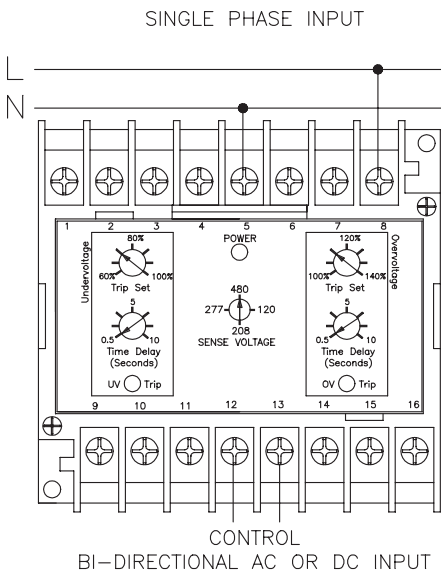 SINGLE PHASE INPUT
L
N
1 2 3 4 5 6 7 8
Undervoltage
80%
60% 100%
Trip Set
5
0.5 10
Time Delay
(Seconds)
UV Trip
POWER
480
277 120
208
SENSE VOLTAGE
Overvoltage
120%
100% 140%
Trip Set
5
0.5 10
Time Delay
(Seconds)
OV Trip
9 10 11 12 13 14 15 16
CONTROL
BI-DIRECTIONAL AC OR DC INPUT